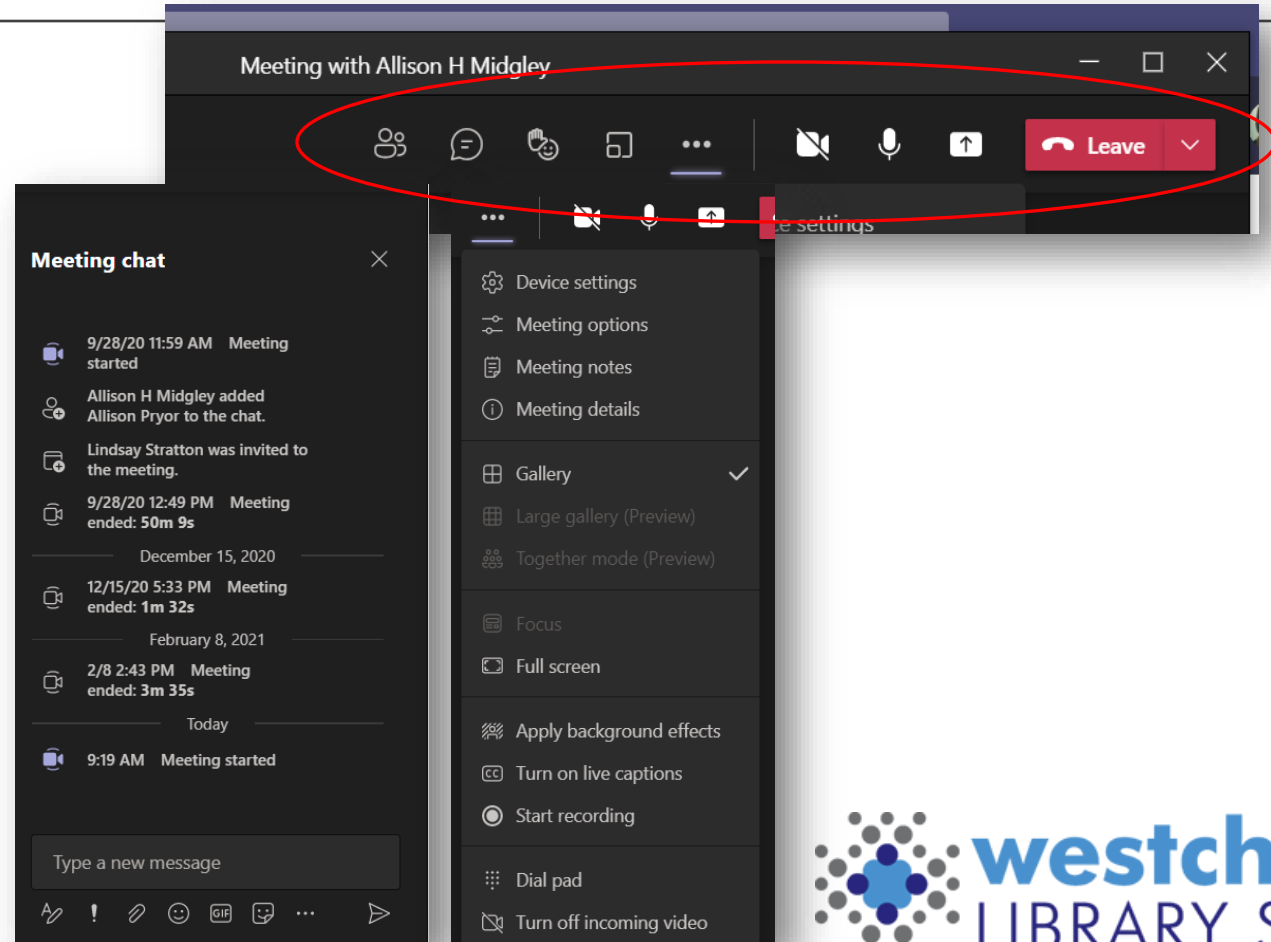 Meeting with Allison H Midgley
Leave
Meeting chat
9/28/20 11:59 AM Meeting
started
Allison H Midgley added
Allison Pryor to the chat.
Lindsay Stratton was invited to
the meeting.
9/28/20 12:49 PM Meeting
ended: 50m 9s
December 15, 2020
12/15/20 5:33 PM Meeting
ended: 1m 32s
February 8, 2021
2/8 2:43 PM Meeting
ended: 3m 35s
Today
9:19 AM Meeting started
Type a new message
GIF
ce settings
Device settings
Meeting options
Meeting notes
Meeting details
Gallery
Large gallery (Preview)
Together mode (Preview)
Focus
Full screen
Apply background effects
CC Turn on live captions
Start recording
Dial pad
Turn off incoming video
westch
LIBRARY S